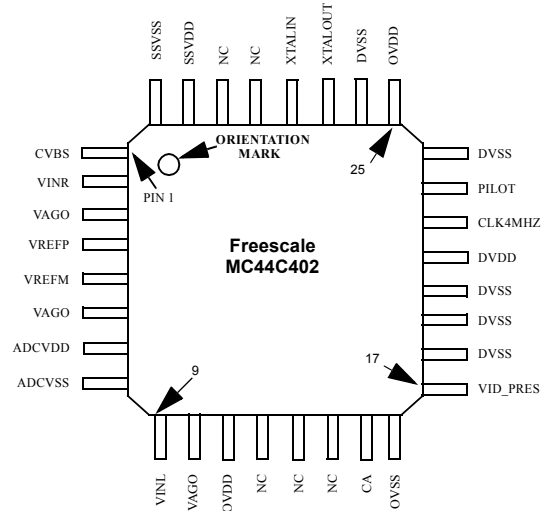 SSVSS
SSVDD
NC
NC
XTALIN
XTALOUT
DVSS
OVDD
ORIENTATION
MARK
25
PIN 1
CVBS
VINR
VAGO
VREFP
VREFM
VAGO
ADCVDD
ADCVSS
Freescale
MC44C402
DVSS
PILOT
CLK4MHZ
DVDD
DVSS
DVSS
DVSS
VID_PRES
17
9
VINL
VAGO
OVDD
NC
NC
NC
CA
OVSS